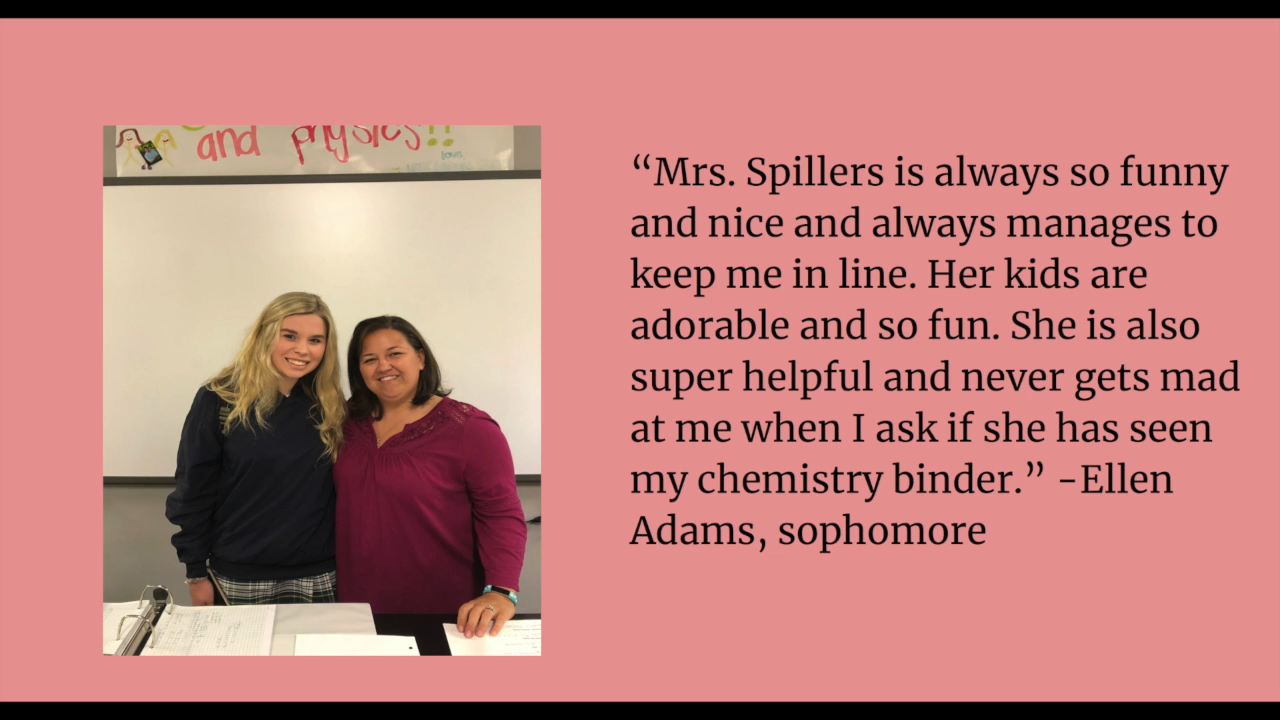 and physics!!
love
“Mrs. Spillers is always so funny
and nice and always manages to
keep me in line. Her kids are
adorable and so fun. She is also
super helpful and never gets mad
at me when I ask if she has seen
my chemistry binder.” -Ellen
Adams, sophomore